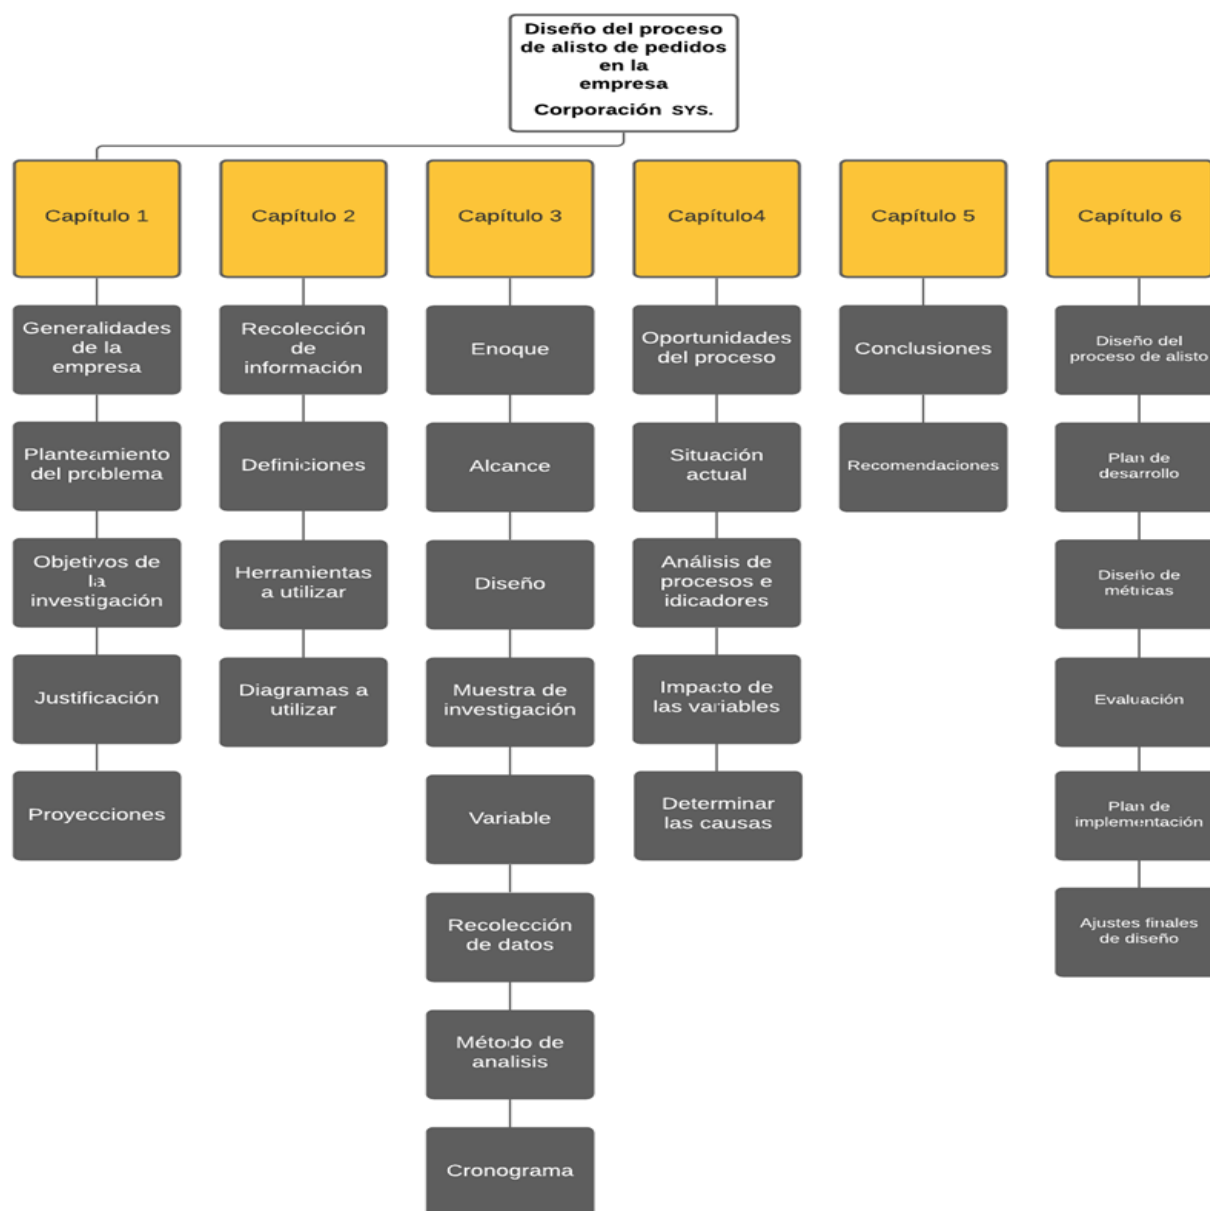 Diseño del proceso
de alisto de pedidos
en la
empresa
Corporación SYS.
Capítulo 1
Generalidades
de la
empresa
Planteamiento
del problema
Objetivos de
la
investigación
Justificación
Proyecciones
Capítulo 2
Recolección
de
información
Definiciones
Herramientas
a utilizar
Diagramas a
utilizar
Capítulo 3
Enoque
Alcance
Diseño
Muestra de
investigación
Variable
Recolección
de datos
Método de
analisis
Cronograma
Capítulo4
Oportunidades
del proceso
Situación
actual
Análisis de
procesos e
idicadores
Impacto de
las variables
Determinar
las causas
Capítulo 5
Conclusiones
Recomendaciones
Capítulo 6
Diseño del
proceso de alisto
Plan de
desarrollo
Diseño de
métricas
Evaluación
Plan de
implementación
Ajustes finales
de diseño